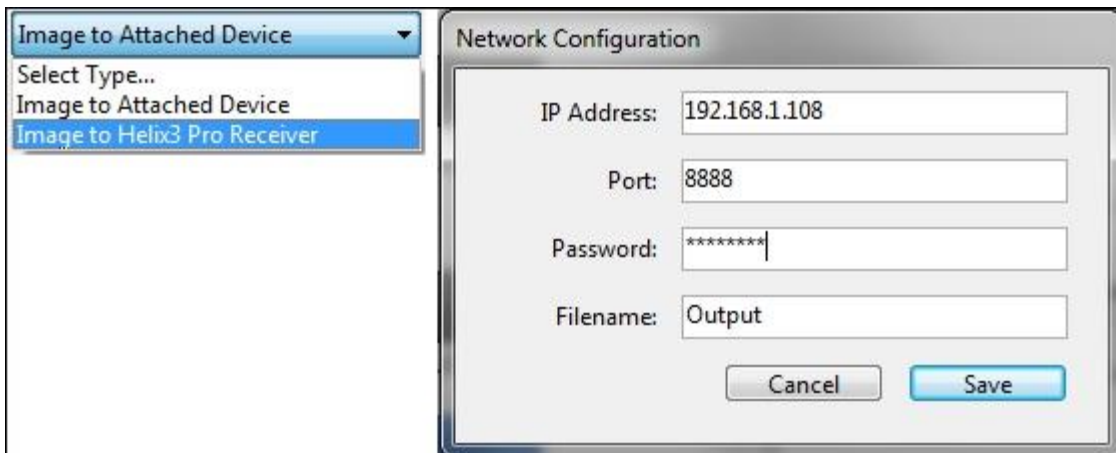 Image to Attached Device
Select Type...
Image to Attached Device
Image to Helix3 Pro Receiver
Network Configuration
IP Address: 192.168.1.108
Port: 8888
Password: ********
Filename: Output
Cancel Save